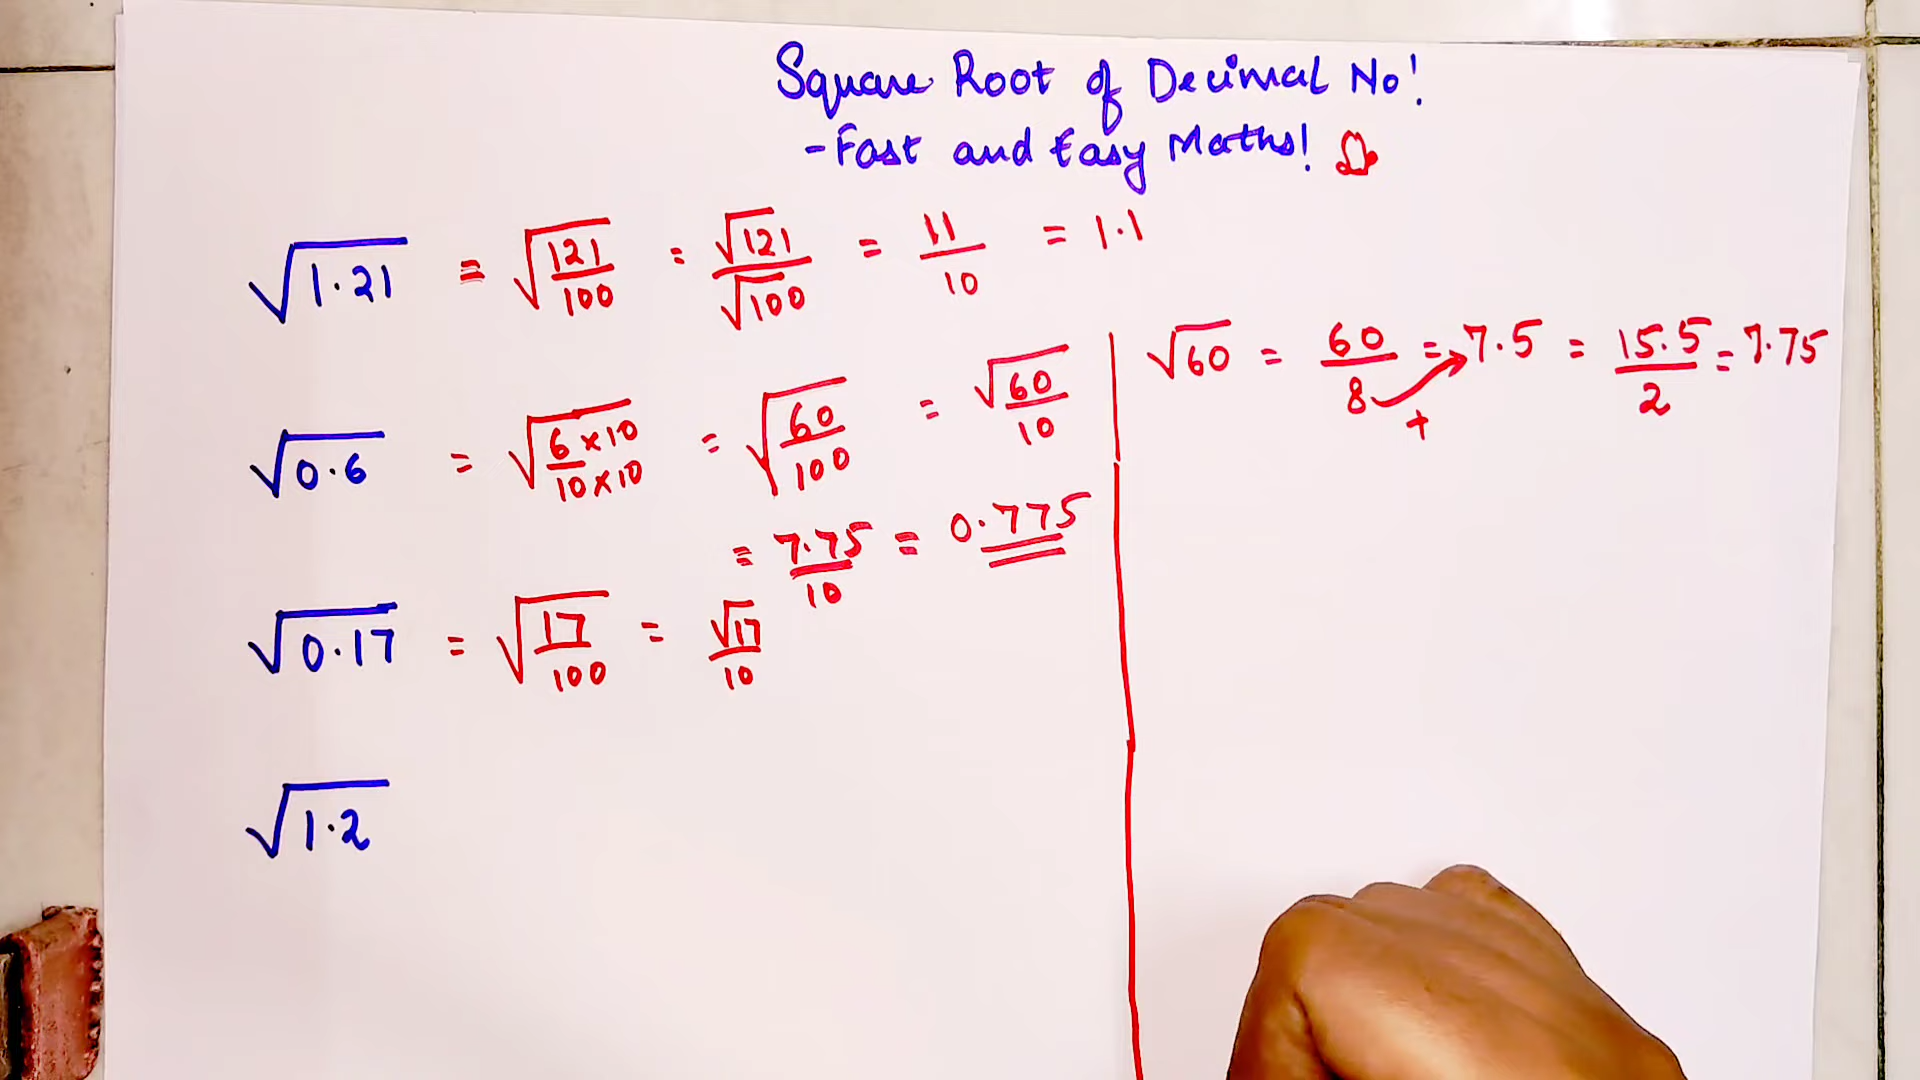 Square Root of Decimal No!
-Fast and Easy Maths!
√1.21 = √(121/100) = √121/√100 = 11/10 = 1.1
√0.6 = √(6×10/10×10) = √(60/100) = √60/10
= 7.75/10 = 0.775
√0.17 = √(17/100) = √17/10
√1.2
√60 = 60/8 = 7.5 = 15.5/2 = 7.75
+